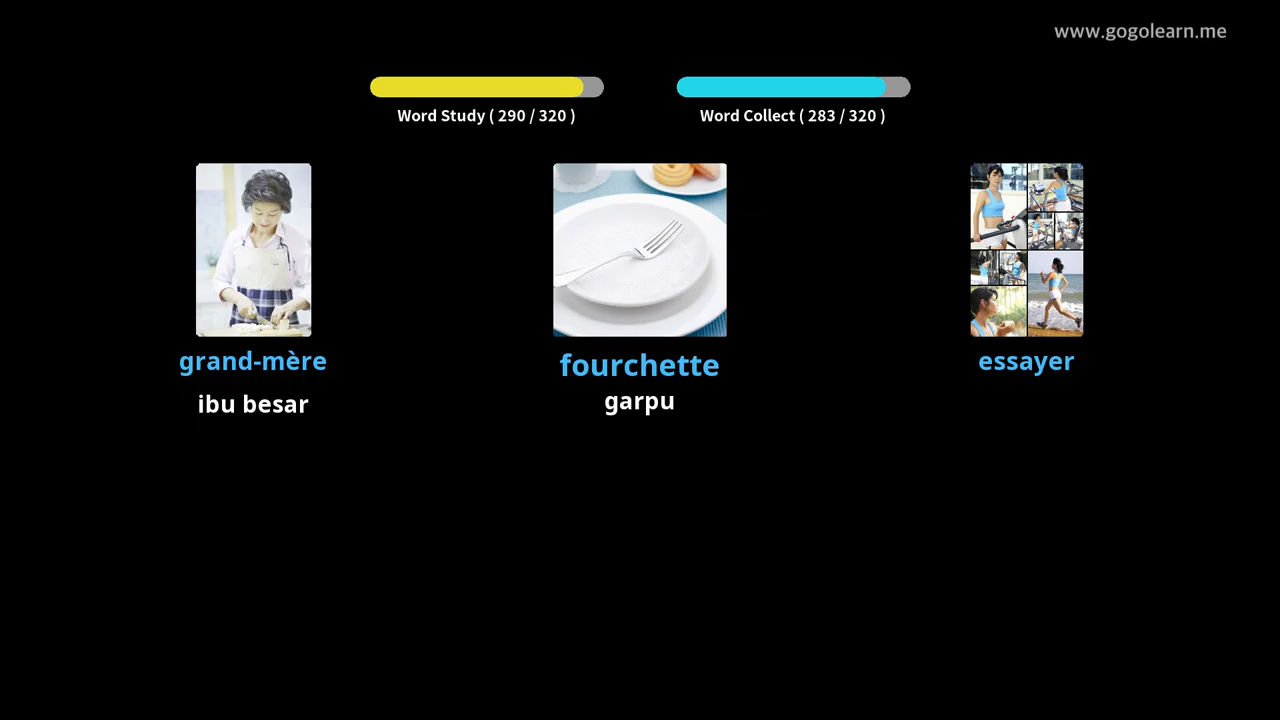 www.gogolearn.me
Word Study ( 290 / 320 )
Word Collect ( 283 / 320 )
grand-mère
ibu besar
fourchette
garpu
essayer